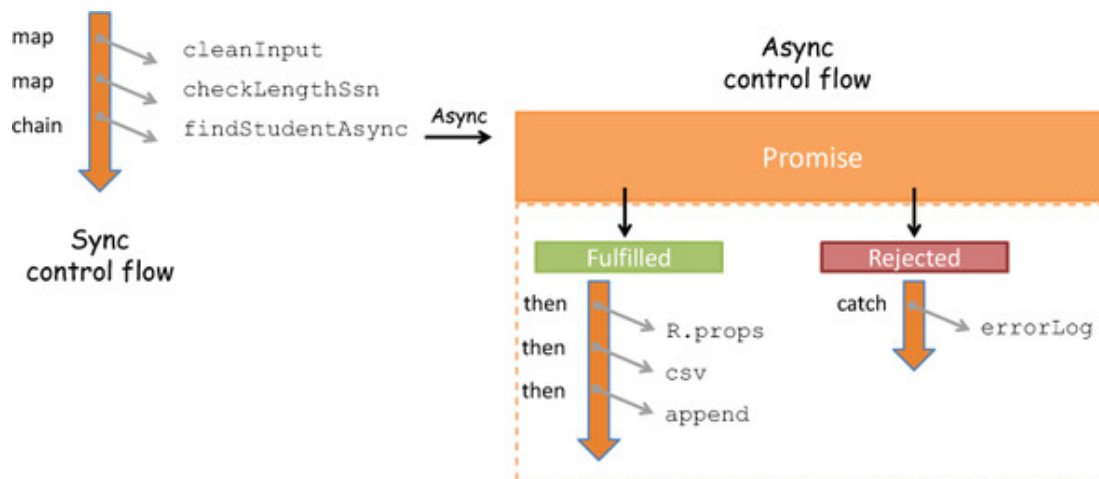 map
cleanInput
map
checkLengthSsn
chain
findStudentAsync
Sync
control flow
Async
Async
control flow
Promise
Fulfilled
then
R.props
then
csv
then
append
Rejected
catch
errorLog